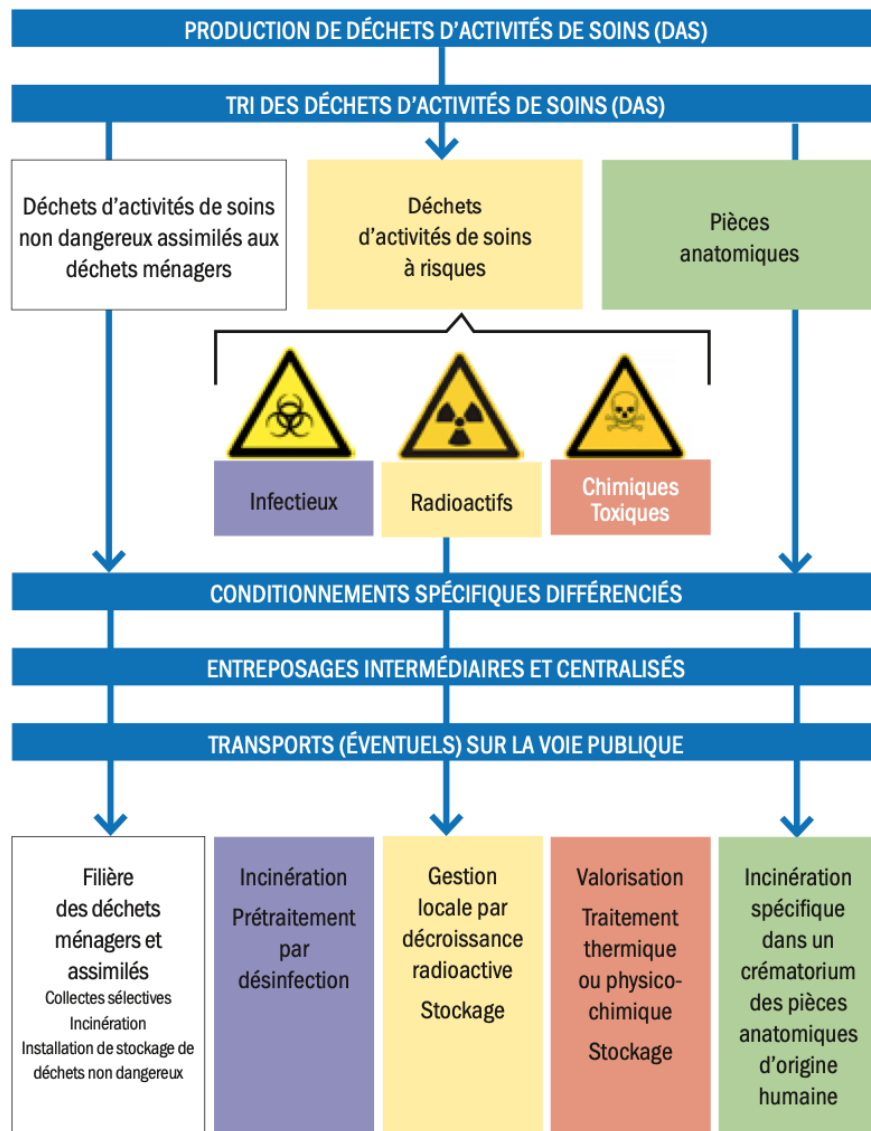 PRODUCTION DE DÉCHETS D'ACTIVITÉS DE SOINS (DAS)
TRI DES DÉCHETS D'ACTIVITÉS DE SOINS (DAS)
Déchets d'activités de soins
non dangereux assimilés aux
déchets ménagers
Déchets
d'activités de soins
à risques
Pièces
anatomiques
Infectieux
Radioactifs
Chimiques
Toxiques
CONDITIONNEMENTS SPÉCIFIQUES DIFFÉRENCIÉS
ENTREPOSAGES INTERMÉDIAIRES ET CENTRALISÉS
TRANSPORTS (ÉVENTUELS) SUR LA VOIE PUBLIQUE
Filière
des déchets
ménagers et
assimilés
Collectes sélectives
Incinération
Installation de stockage de
déchets non dangereux
Incinération
Prétraitement
par
désinfection
Gestion
locale par
décroissance
radioactive
Stockage
Valorisation
Traitement
thermique
ou physico-
chimique
Stockage
Incinération
spécifique
dans un
crématorium
des pièces
anatomiques
d'origine
humaine